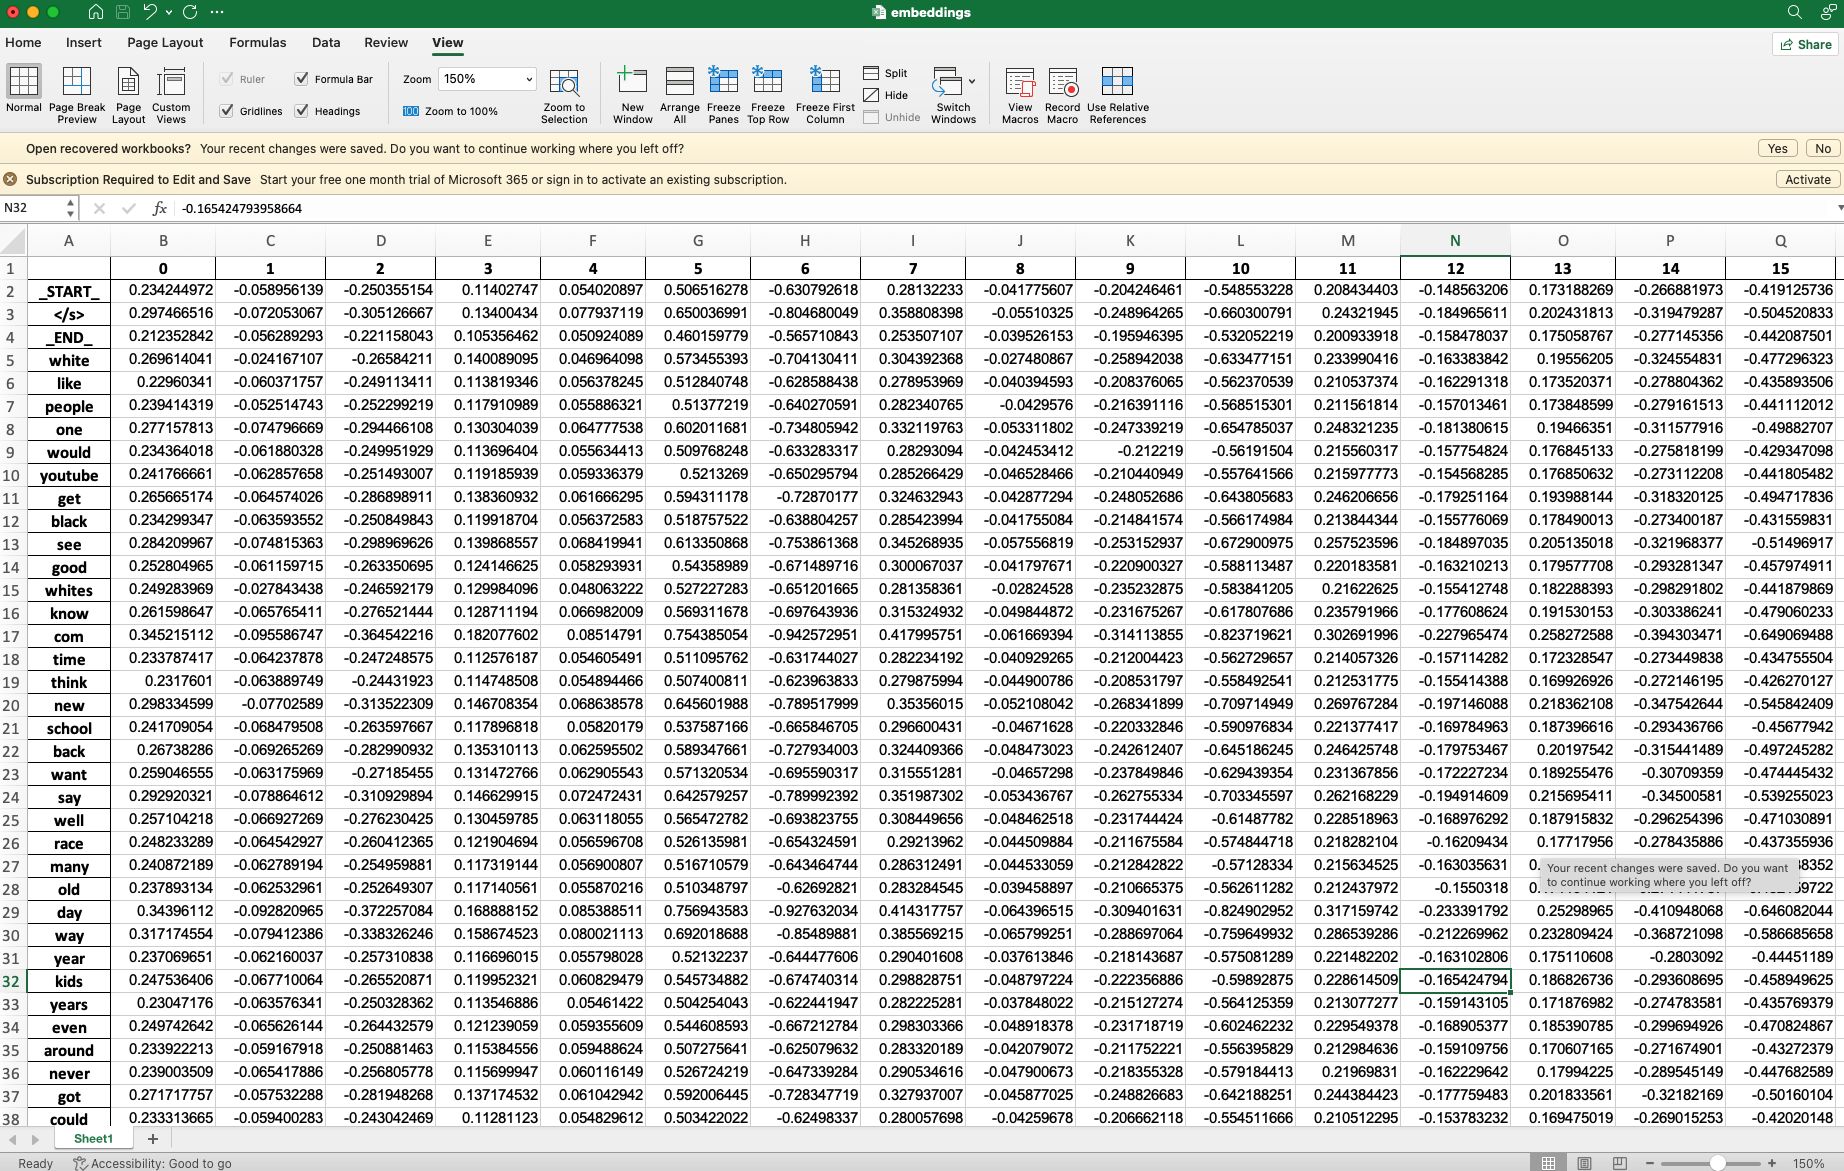 embeddings
Home Insert Page Layout Formulas Data Review View Share
Ruler Formula Bar Zoom 150% Split
Gridlines Headings 100 Zoom to 100% Hide
Unhide
Normal Page Break Preview Page Layout Custom Views Zoom to Selection New Window Arrange All Freeze Panes Freeze Top Row Freeze First Column Switch Windows View Macros Record Macro Use Relative References
Open recovered workbooks? Your recent changes were saved. Do you want to continue working where you left off? Yes No
Subscription Required to Edit and Save Start your free one month trial of Microsoft 365 or sign in to activate an existing subscription. Activate
N32 fx -0.165424793958664
A B C D E F G H I J K L M N O P Q
1 0 1 2 3 4 5 6 7 8 9 10 11 12 13 14 15
2 _START_ 0.234244972 -0.058956139 -0.250355154 0.11402747 0.054020897 0.506516278 -0.630792618 0.28132233 -0.041775607 -0.204246461 -0.548553228 0.208434403 -0.148563206 0.173188269 -0.266881973 -0.419125736
3 </s> 0.297466516 -0.072053067 -0.305126667 0.13400434 0.077937119 0.650036991 -0.804680049 0.358808398 -0.05510325 -0.248964265 -0.660300791 0.24321945 -0.184965611 0.202431813 -0.319479287 -0.504520833
4 _END_ 0.212352842 -0.056289293 -0.221158043 0.105356462 0.050924089 0.460159779 -0.565710843 0.253507107 -0.039526153 -0.195946395 -0.532052219 0.200933918 -0.158478037 0.175058767 -0.277145356 -0.442087501
5 white 0.269614041 -0.024167107 -0.26584211 0.140089095 0.046964098 0.573455393 -0.704130411 0.304392368 -0.027480867 -0.258942038 -0.633477151 0.233990416 -0.163383842 0.19556205 -0.324554831 -0.477296323
6 like 0.22960341 -0.060371757 -0.249113411 0.113819346 0.056378245 0.512840748 -0.628588438 0.278953969 -0.040394593 -0.208376065 -0.562370539 0.210537374 -0.162291318 0.173520371 -0.278804362 -0.435893506
7 people 0.239414319 -0.052514743 -0.252299219 0.117910989 0.055886321 0.51377219 -0.640270591 0.282340765 -0.0429576 -0.216391116 -0.568515301 0.211561814 -0.157013461 0.173848599 -0.279161513 -0.441112012
8 one 0.277157813 -0.074796669 -0.294466108 0.130304039 0.064777538 0.602011681 -0.734805942 0.332119763 -0.053311802 -0.247339219 -0.654785037 0.248321235 -0.181380615 0.19466351 -0.311577916 -0.49882707
9 would 0.234364018 -0.061880328 -0.249951929 0.113696404 0.055634413 0.509768248 -0.633283317 0.28293094 -0.042453412 -0.212219 -0.56191504 0.215560317 -0.157754824 0.176845133 -0.275818199 -0.429347098
10 youtube 0.241766661 -0.062857658 -0.251493007 0.119185939 0.059336379 0.5213269 -0.650295794 0.285266429 -0.046528466 -0.210440949 -0.557641566 0.215977773 -0.154568285 0.176850632 -0.273112208 -0.441805482
11 get 0.265665174 -0.064574026 -0.286898911 0.138360932 0.061666295 0.594311178 -0.72870177 0.324632943 -0.042877294 -0.248052686 -0.643805683 0.246206656 -0.179251164 0.193988144 -0.318320125 -0.494717836
12 black 0.234299347 -0.063593552 -0.250849843 0.119918704 0.056372583 0.518757522 -0.638804257 0.285423994 -0.041755084 -0.214841574 -0.566174984 0.213844344 -0.155776069 0.178490013 -0.273400187 -0.431559831
13 see 0.284209967 -0.074815363 -0.298969626 0.139868557 0.068419941 0.613350868 -0.753861368 0.345268935 -0.057556819 -0.253152937 -0.672900975 0.257523596 -0.184897035 0.205135018 -0.321968377 -0.51496917
14 good 0.252804965 -0.061159715 -0.263350695 0.124146625 0.058293931 0.54358989 -0.671489716 0.300067037 -0.041797671 -0.220900327 -0.588113487 0.220183581 -0.163210213 0.179577708 -0.293281347 -0.457974911
15 whites 0.249283969 -0.027843438 -0.246592179 0.129984096 0.048063222 0.527227283 -0.651201665 0.281358361 -0.02824528 -0.235232875 -0.583841205 0.21622625 -0.155412748 0.182288393 -0.298291802 -0.441879869
16 know 0.261598647 -0.065765411 -0.276521444 0.128711194 0.066982009 0.569311678 -0.697643936 0.315324932 -0.049844872 -0.231675267 -0.617807686 0.235791966 -0.177608624 0.191530153 -0.303386241 -0.479060233
17 com 0.345215112 -0.095586747 -0.364542216 0.182077602 0.08514791 0.754385054 -0.942572951 0.417995751 -0.061669394 -0.314113855 -0.823719621 0.302691996 -0.227965474 0.258272588 -0.394303471 -0.649069488
18 time 0.233787417 -0.064237878 -0.247248575 0.112576187 0.054605491 0.511095762 -0.631744027 0.282234192 -0.040929265 -0.212004423 -0.562729657 0.214057326 -0.157114282 0.172328547 -0.273449838 -0.434755504
19 think 0.2317601 -0.063889749 -0.24431923 0.114748508 0.054894466 0.507400811 -0.623963833 0.279875994 -0.044900786 -0.208531797 -0.558492541 0.212531775 -0.155414388 0.169926926 -0.272146195 -0.426270127
20 new 0.298334599 -0.07702589 -0.313522309 0.146708354 0.068638578 0.645601988 -0.789517999 0.35356015 -0.052108042 -0.268341899 -0.709714949 0.269767284 -0.197146088 0.218362108 -0.347542644 -0.545842409
21 school 0.241709054 -0.068479508 -0.263597667 0.117896818 0.05820179 0.537587166 -0.665846705 0.296600431 -0.04671628 -0.220332846 -0.590976834 0.221377417 -0.169784963 0.187396616 -0.293436766 -0.45677942
22 back 0.26738286 -0.069265269 -0.282990932 0.135310113 0.062595502 0.589347661 -0.727934003 0.324409366 -0.048473023 -0.242612407 -0.645186245 0.246425748 -0.179753467 0.20197542 -0.315441489 -0.497245282
23 want 0.259046555 -0.063175969 -0.27185455 0.131472766 0.062905543 0.571320534 -0.695590317 0.315551281 -0.04657298 -0.237849846 -0.629439354 0.231367856 -0.172227234 0.189255476 -0.30709359 -0.474445432
24 say 0.292920321 -0.078864612 -0.310929894 0.146629915 0.072472431 0.642579257 -0.789992392 0.351987302 -0.053436767 -0.262755334 -0.703345597 0.262168229 -0.194914609 0.215695411 -0.34500581 -0.539255023
25 well 0.257104218 -0.066927269 -0.276230425 0.130459785 0.063118055 0.565472782 -0.693823755 0.308449656 -0.048462518 -0.231744424 -0.61487782 0.228518963 -0.168976292 0.187915832 -0.296254396 -0.471030891
26 race 0.248233289 -0.064542927 -0.260412365 0.121904694 0.056596708 0.526135981 -0.654324591 0.29213962 -0.044509884 -0.211675584 -0.574844718 0.218282104 -0.16209434 0.17717956 -0.278435886 -0.437355936
27 many 0.240872189 -0.062789194 -0.254959881 0.117319144 0.056900807 0.516710579 -0.643464744 0.286312491 -0.044533059 -0.212842822 -0.57128334 0.215634525 -0.163035631 0. 8352
Your recent changes were saved. Do you want
to continue working where you left off?
28 old 0.237893134 -0.062532961 -0.252649307 0.117140561 0.055870216 0.510348797 -0.62692821 0.283284545 -0.039458897 -0.210665375 -0.562611282 0.212437972 -0.1550318 9722
29 day 0.34396112 -0.092820965 -0.372257084 0.168888152 0.085388511 0.756943583 -0.927632034 0.414317757 -0.064396515 -0.309401631 -0.824902952 0.317159742 -0.233391792 0.25298965 -0.410948068 -0.646082044
30 way 0.317174554 -0.079412386 -0.338326246 0.158674523 0.080021113 0.692018688 -0.85489881 0.385569215 -0.065799251 -0.288697064 -0.759649932 0.286539286 -0.212269962 0.232809424 -0.368721098 -0.586685658
31 year 0.237069651 -0.062160037 -0.257310838 0.116696015 0.055798028 0.52132237 -0.644477606 0.290401608 -0.037613846 -0.218143687 -0.575081289 0.221482202 -0.163102806 0.175110608 -0.2803092 -0.44451189
32 kids 0.247536406 -0.067710064 -0.265520871 0.119952321 0.060829479 0.545734882 -0.674740314 0.298828751 -0.048797224 -0.222356886 -0.59892875 0.228614509 -0.165424794 0.186826736 -0.293608695 -0.458949625
33 years 0.23047176 -0.063576341 -0.250328362 0.113546886 0.05461422 0.504254043 -0.622441947 0.282225281 -0.037848022 -0.215127274 -0.564125359 0.213077277 -0.159143105 0.171876982 -0.274783581 -0.435769379
34 even 0.249742642 -0.065626144 -0.264432579 0.121239059 0.059355609 0.544608593 -0.667212784 0.298303366 -0.048918378 -0.231718719 -0.602462232 0.229549378 -0.168905377 0.185390785 -0.299694926 -0.470824867
35 around 0.233922213 -0.059167918 -0.250881463 0.115384556 0.059488624 0.507275641 -0.625079632 0.283320189 -0.042079072 -0.211752221 -0.556395829 0.212984636 -0.159109756 0.170607165 -0.271674901 -0.43272379
36 never 0.239003509 -0.065417886 -0.256805778 0.115699947 0.060116149 0.526724219 -0.647339284 0.290534616 -0.047900673 -0.218355328 -0.579184413 0.21969831 -0.162229642 0.17994225 -0.289545149 -0.447682589
37 got 0.271717757 -0.057532288 -0.281948268 0.137174532 0.061042942 0.592006445 -0.728347719 0.327937007 -0.045877025 -0.248826683 -0.642188251 0.244384423 -0.177759483 0.201833561 -0.32182169 -0.50160104
38 could 0.233313665 -0.059400283 -0.243042469 0.11281123 0.054829612 0.503422022 -0.62498337 0.280057698 -0.04259678 -0.206662118 -0.554511666 0.210512295 -0.153783232 0.169475019 -0.269015253 -0.42020148
Sheet1 +
Ready Accessibility: Good to go 150%